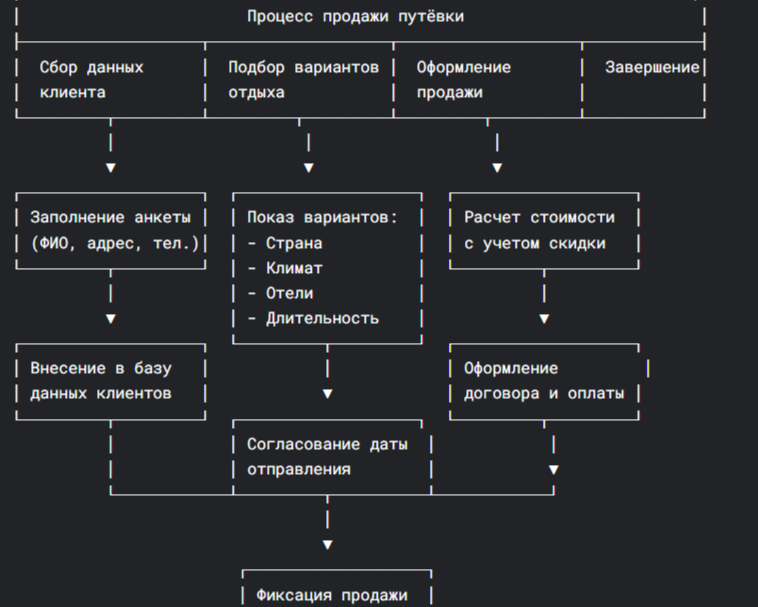 Процесс продажи путёвки
Сбор данных клиента
Подбор вариантов отдыха
Оформление продажи
Завершение
Заполнение анкеты
(ФИО, адрес, тел.)
Показ вариантов:
- Страна
- Климат
- Отели
- Длительность
Расчет стоимости
с учетом скидки
Внесение в базу
данных клиентов
Оформление
договора и оплаты
Согласование даты
отправления
Фиксация продажи